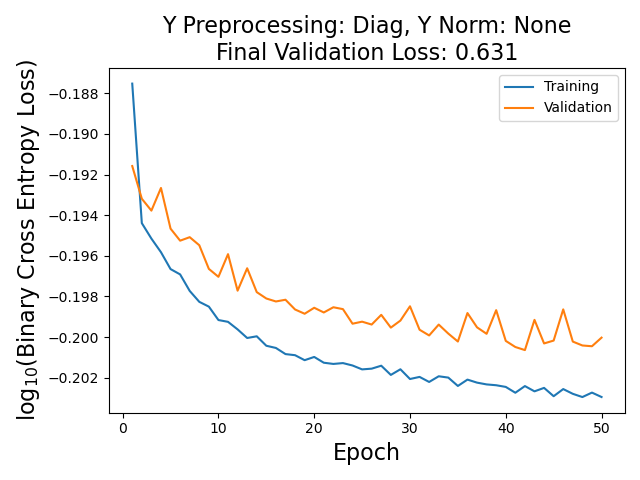 Y Preprocessing: Diag, Y Norm: None
Final Validation Loss: 0.631
log10(Binary Cross Entropy Loss)
−0.188
−0.190
−0.192
−0.194
−0.196
−0.198
−0.200
−0.202
Training
Validation
0
10
20
30
40
50
Epoch